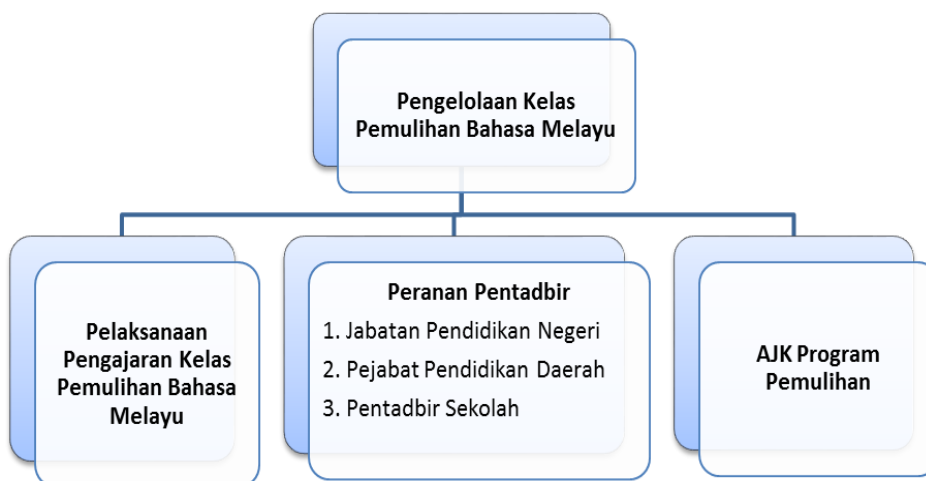 Pengelolaan Kelas
Pemulihan Bahasa Melayu
Pelaksanaan
Pengajaran Kelas
Pemulihan Bahasa
Melayu
Peranan Pentadbir
1. Jabatan Pendidikan Negeri
2. Pejabat Pendidikan Daerah
3. Pentadbir Sekolah
AJK Program
Pemulihan